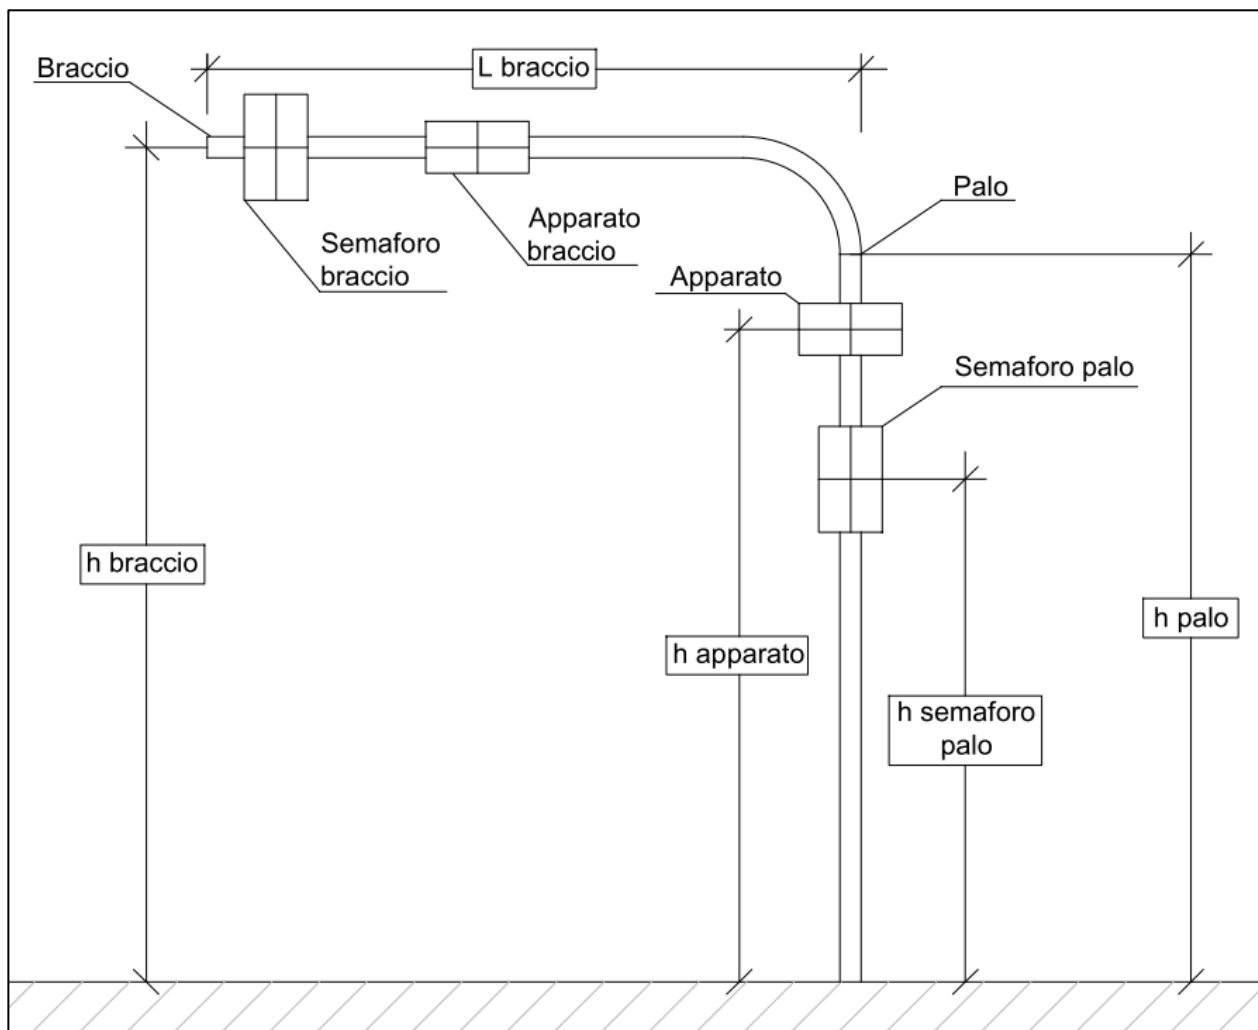 L braccio
Braccio
Palo
Semaforo
braccio
Apparato
braccio
Apparato
Semaforo palo
h braccio
h palo
h apparato
h semaforo
palo